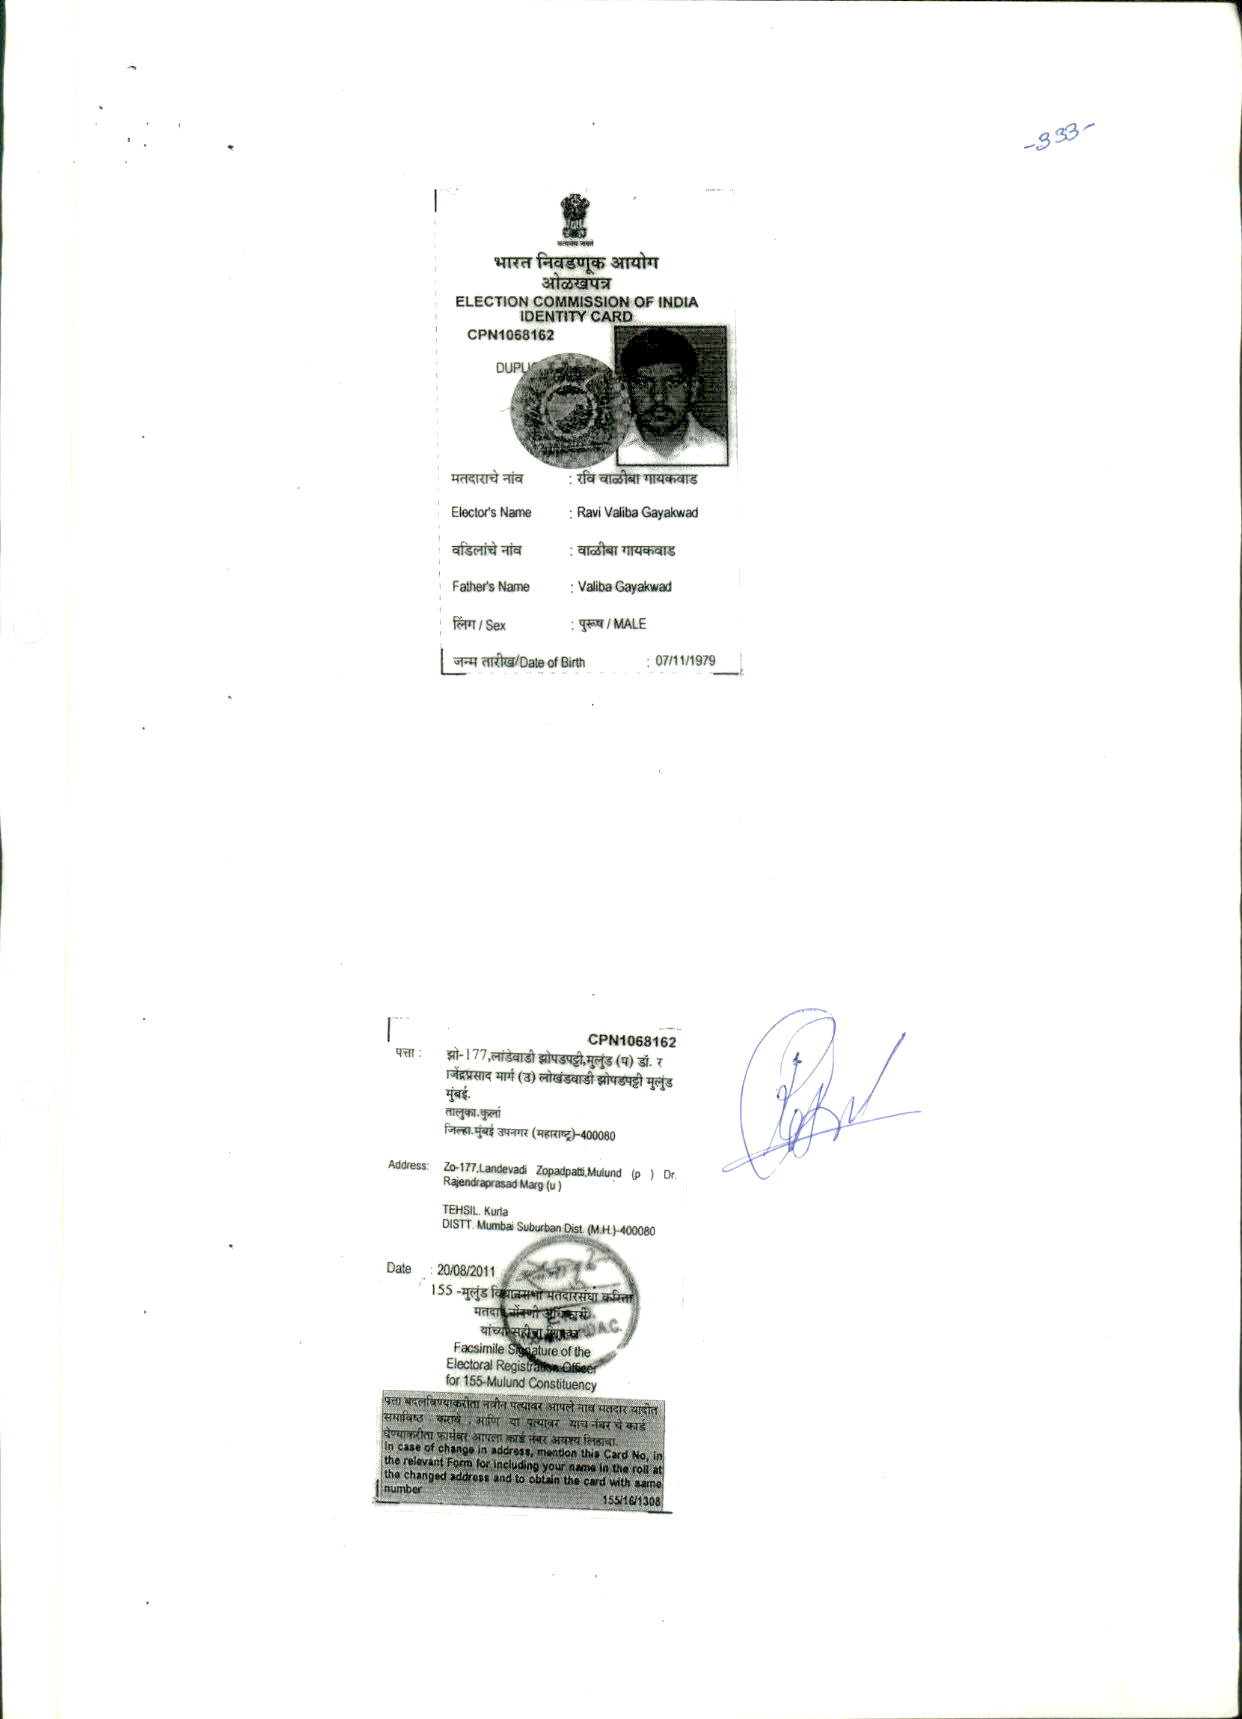 -333-
सत्यमेव जयते
भारत निवडणूक आयोग
ओळखपत्र
ELECTION COMMISSION OF INDIA
IDENTITY CARD
CPN1068162
मतदाराचे नांव : रवि वाळीबा गायकवाड
Elector's Name : Ravi Valiba Gayakwad
वडिलांचे नांव : वाळीबा गायकवाड
Father's Name : Valiba Gayakwad
लिंग / Sex : पुरूष / MALE
जन्म तारीख/Date of Birth : 07/11/1979
CPN1068162
पत्ता : झो-177,लांडेवाडी झोपडपट्टी,मुलुंड (प) डॉ. र
जिंद्रप्रसाद मार्ग (उ) लोखंडवाडी झोपडपट्टी मुलुंड
मुंबई.
तालुका.कुर्ला
जिल्हा.मुंबई उपनगर (महाराष्ट्र)-400080
Address: Zo-177,Landevadi Zopadpatti,Mulund (p ) Dr.
Rajendraprasad Marg (u )
TEHSIL. Kurla
DISTT. Mumbai Suburban Dist. (M.H.)-400080
Date : 20/08/2011
155 -मुलुंड विधानसभा मतदारसंघा करिता
मतदार नोंदणी अधिकारी
यांच्या सहीचा शिक्का
Facsimile Signature of the
Electoral Registration Officer
for 155-Mulund Constituency
पत्ता बदलविण्याकरीता नवीन पत्यावर आपले नाव मतदार यादीत
समाविष्ठ करावे , आणि या पत्यावर याच नंबर चे कार्ड
घेण्याकरीता फार्मवर आपला कार्ड नंबर अवश्य लिहावा.
In case of change in address, mention this Card No, in
the relevant Form for including your name in the roll at
the changed address and to obtain the card with same
number
155/16/1308